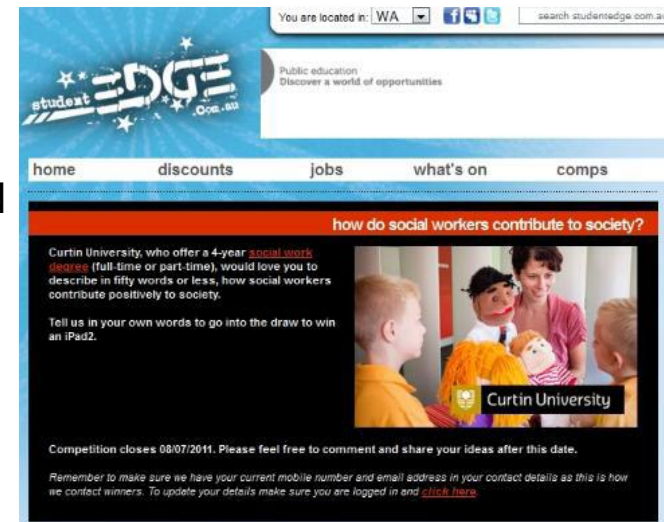 You are located in: WA
search studentedge.com.au
student EDGE .Com.au
Public education
Discover a world of opportunities
home discounts jobs what's on comps
how do social workers contribute to society?
Curtin University, who offer a 4-year social work
degree (full-time or part-time), would love you to
describe in fifty words or less, how social workers
contribute positively to society.
Tell us in your own words to go into the draw to win
an iPad2.
Curtin University
Competition closes 08/07/2011. Please feel free to comment and share your ideas after this date.
Remember to make sure we have your current mobile number and email address in your contact details as this is how
we contact winners. To update your details make sure you are logged in and click here.